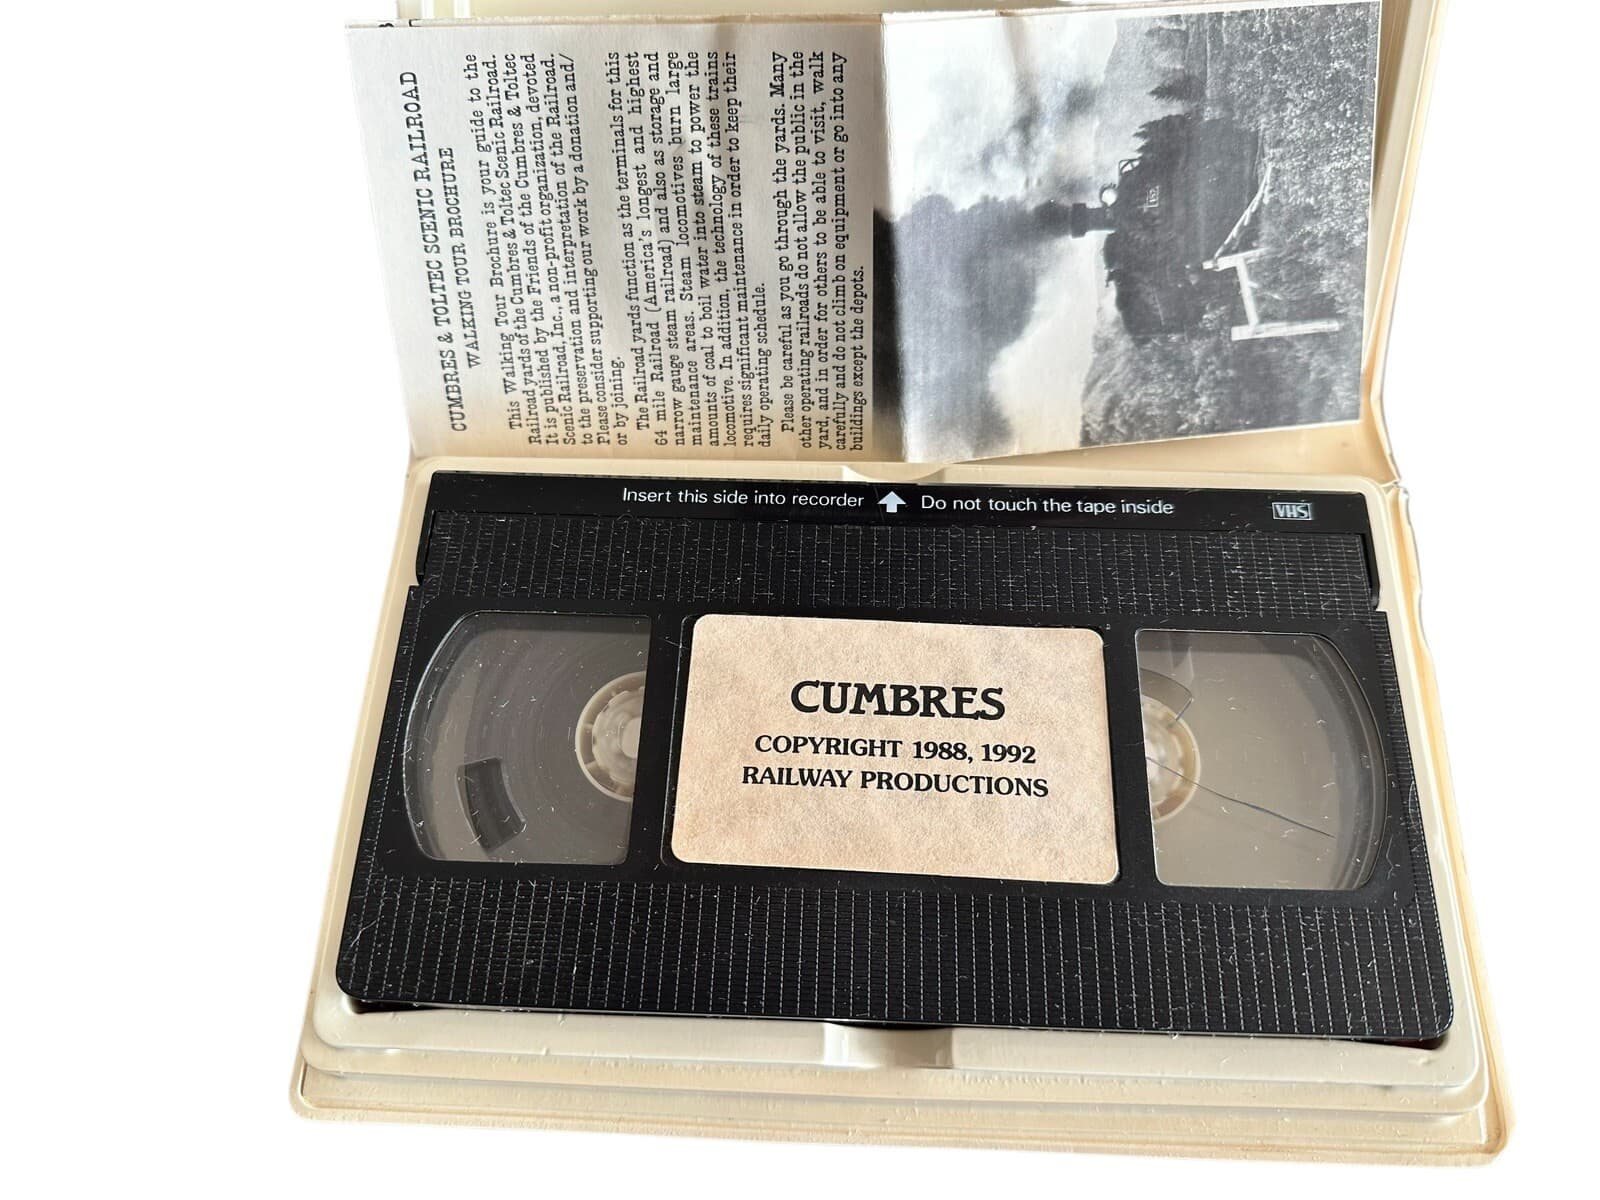 CUMBRES & TOLTEC SCENIC RAILROAD
WALKING TOUR BROCHURE
This Walking Tour Brochure is your guide to the
Railroad yards of the Cumbres & Toltec Scenic Railroad.
It is published by the Friends of the Cumbres & Toltec
Scenic Railroad, Inc., a non-profit organization, devoted
to the preservation and interpretation of the Railroad.
Please consider supporting our work by a donation and/
or by joining.
The Railroad yards function as the terminals for this
64 mile Railroad (America's longest and highest
narrow gauge steam railroad) and also as storage and
maintenance areas. Steam locomotives burn large
amounts of coal to boil water into steam to power the
locomotive. In addition, the technology of these trains
requires significant maintenance in order to keep their
daily operating schedule.
Please be careful as you go through the yards. Many
other operating railroads do not allow the public in the
yard, and in order for others to be able to visit, walk
carefully and do not climb on equipment or go into any
buildings except the depots.
Insert this side into recorder Do not touch the tape inside
VHS
CUMBRES
COPYRIGHT 1988, 1992
RAILWAY PRODUCTIONS